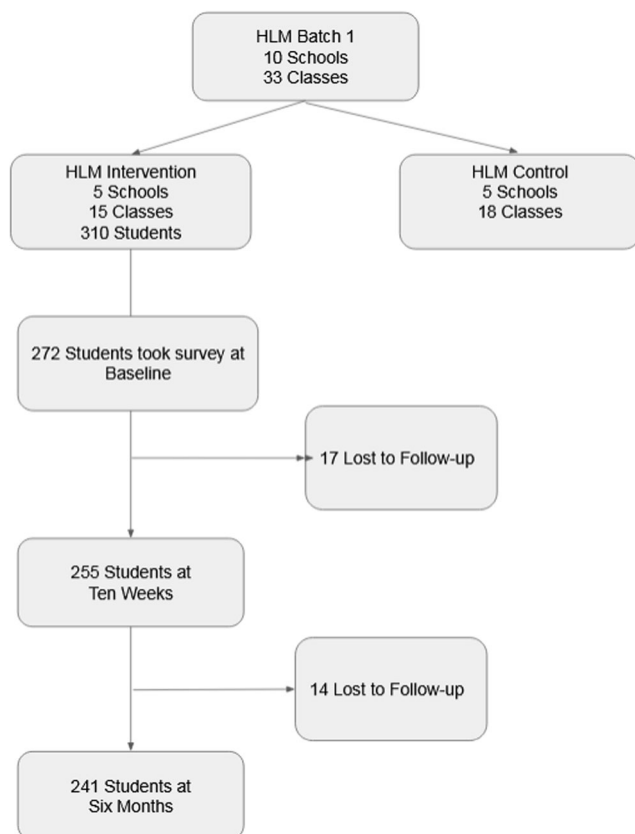 HLM Batch 1
10 Schools
33 Classes
HLM Intervention
5 Schools
15 Classes
310 Students
HLM Control
5 Schools
18 Classes
272 Students took survey at
Baseline
17 Lost to Follow-up
255 Students at
Ten Weeks
14 Lost to Follow-up
241 Students at
Six Months